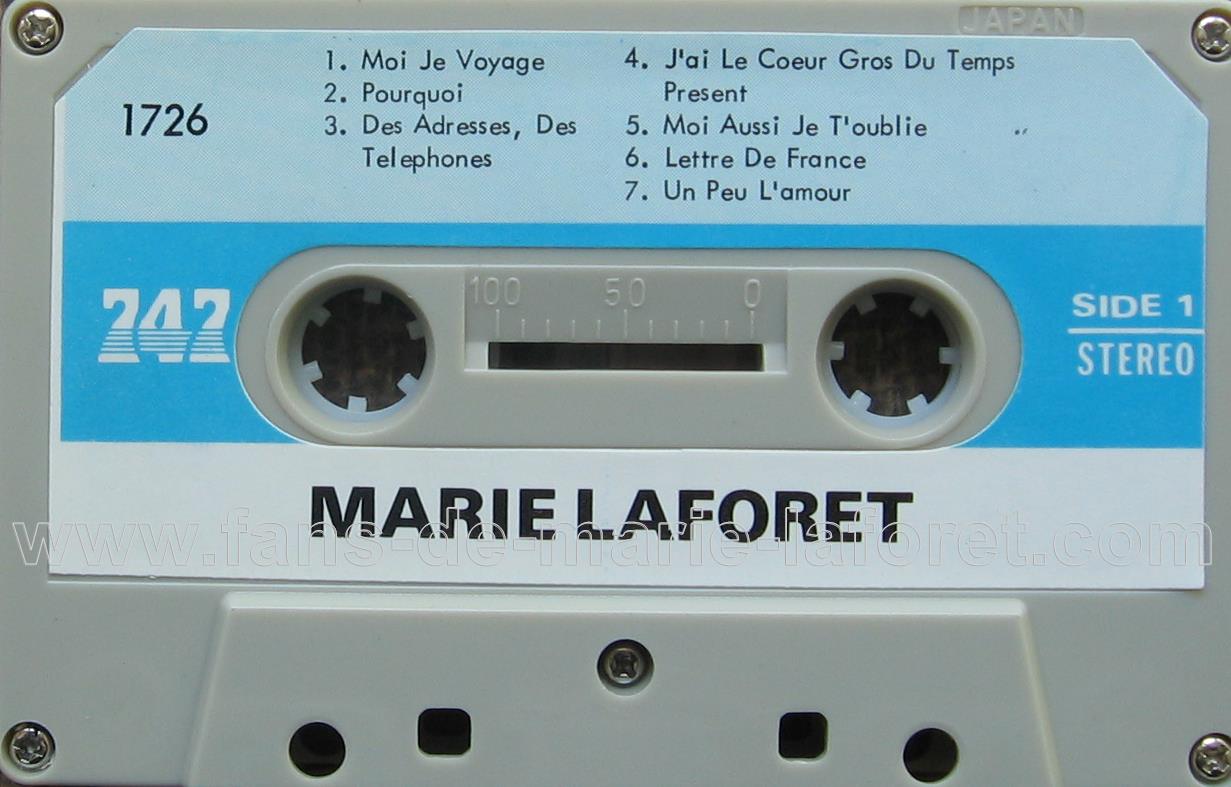 JAPAN
1726
1. Moi Je Voyage
2. Pourquoi
3. Des Adresses, Des
Telephones
4. J'ai Le Coeur Gros Du Temps
Present
5. Moi Aussi Je T'oublie
6. Lettre De France
7. Un Peu L'amour
747
100 50 0
SIDE 1
STEREO
MARIE LAFORET
www.fans-de-marie-laforet.com